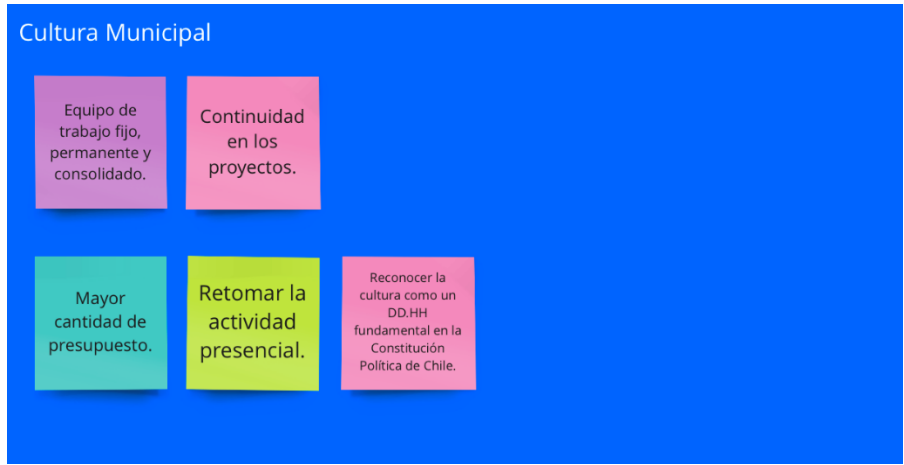 Cultura Municipal
Equipo de
trabajo fijo,
permanente y
consolidado.
Continuidad
en los
proyectos.
Mayor
cantidad de
presupuesto.
Retomar la
actividad
presencial.
Reconocer la
cultura como un
DD.HH
fundamental en la
Constitución
Política de Chile.